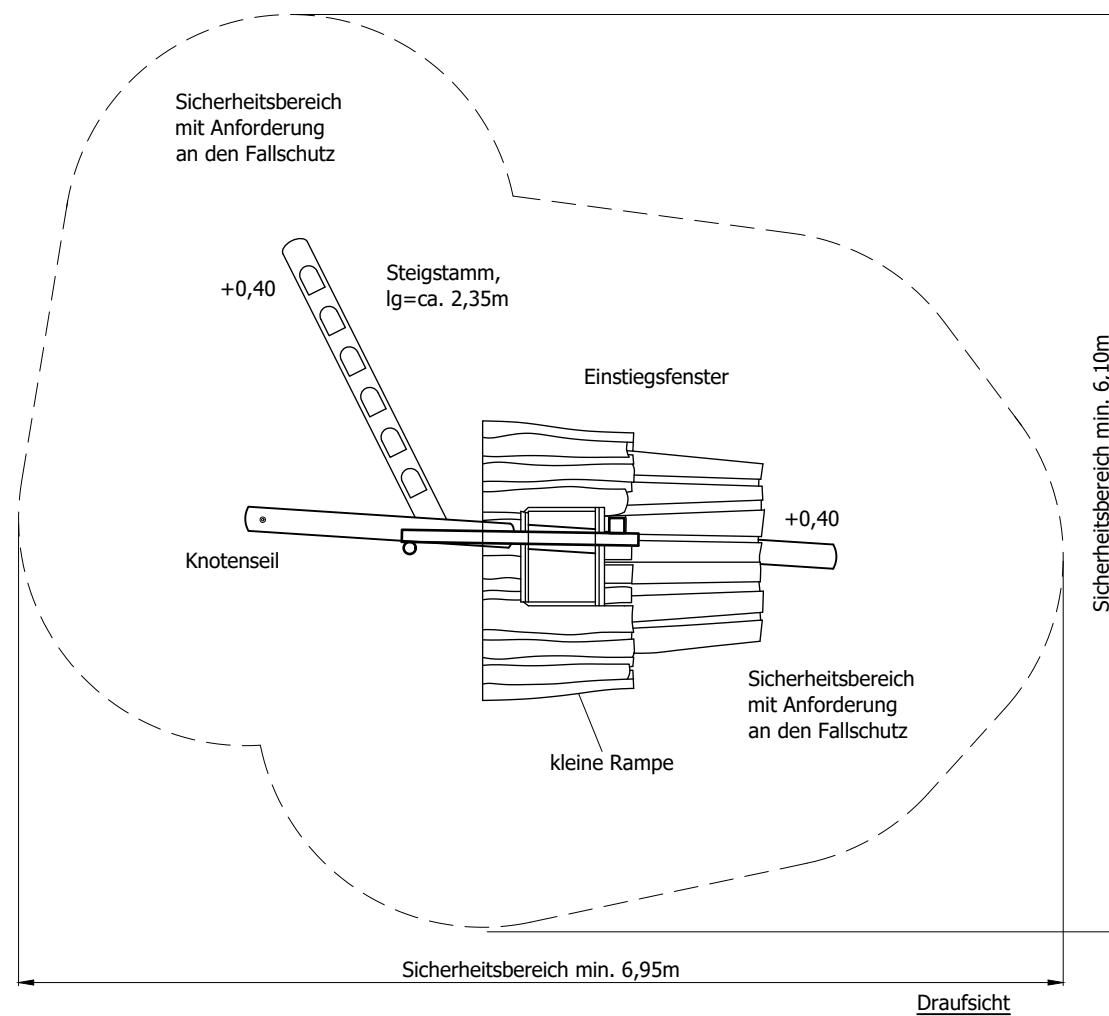 Sicherheitsbereich
mit Anforderung
an den Fallschutz
+0,40
Steigstamm,
lg=ca. 2,35m
Einstiegsfenster
Sicherheitsbereich min. 6,10m
+0,40
Knotenseil
Sicherheitsbereich
mit Anforderung
an den Fallschutz
kleine Rampe
Sicherheitsbereich min. 6,95m
Draufsicht